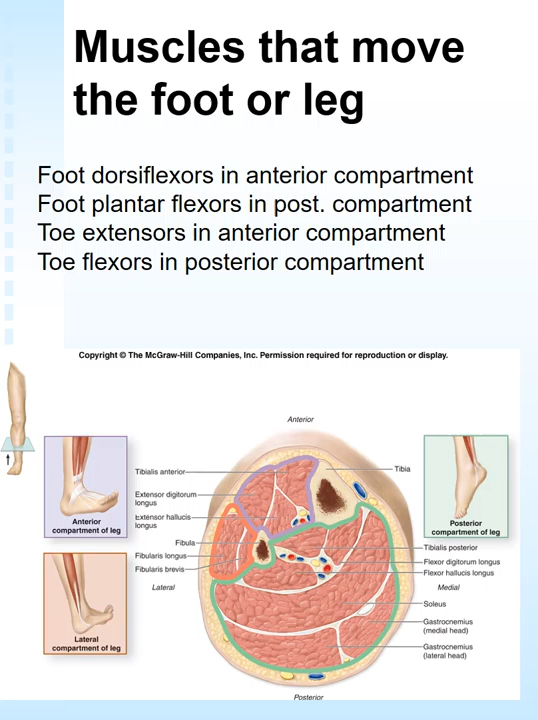 Muscles that move
the foot or leg
Foot dorsiflexors in anterior compartment
Foot plantar flexors in post. compartment
Toe extensors in anterior compartment
Toe flexors in posterior compartment
Copyright © The McGraw-Hill Companies, Inc. Permission required for reproduction or display.
Anterior
Anterior
compartment of leg
Lateral
compartment of leg
Tibialis anterior
Extensor digitorum
longus
Extensor hallucis
longus
Fibula
Fibularis longus
Fibularis brevis
Lateral
Tibia
Posterior
compartment of leg
Tibialis posterior
Flexor digitorum longus
Flexor hallucis longus
Medial
Soleus
Gastrocnemius
(medial head)
Gastrocnemius
(lateral head)
Posterior